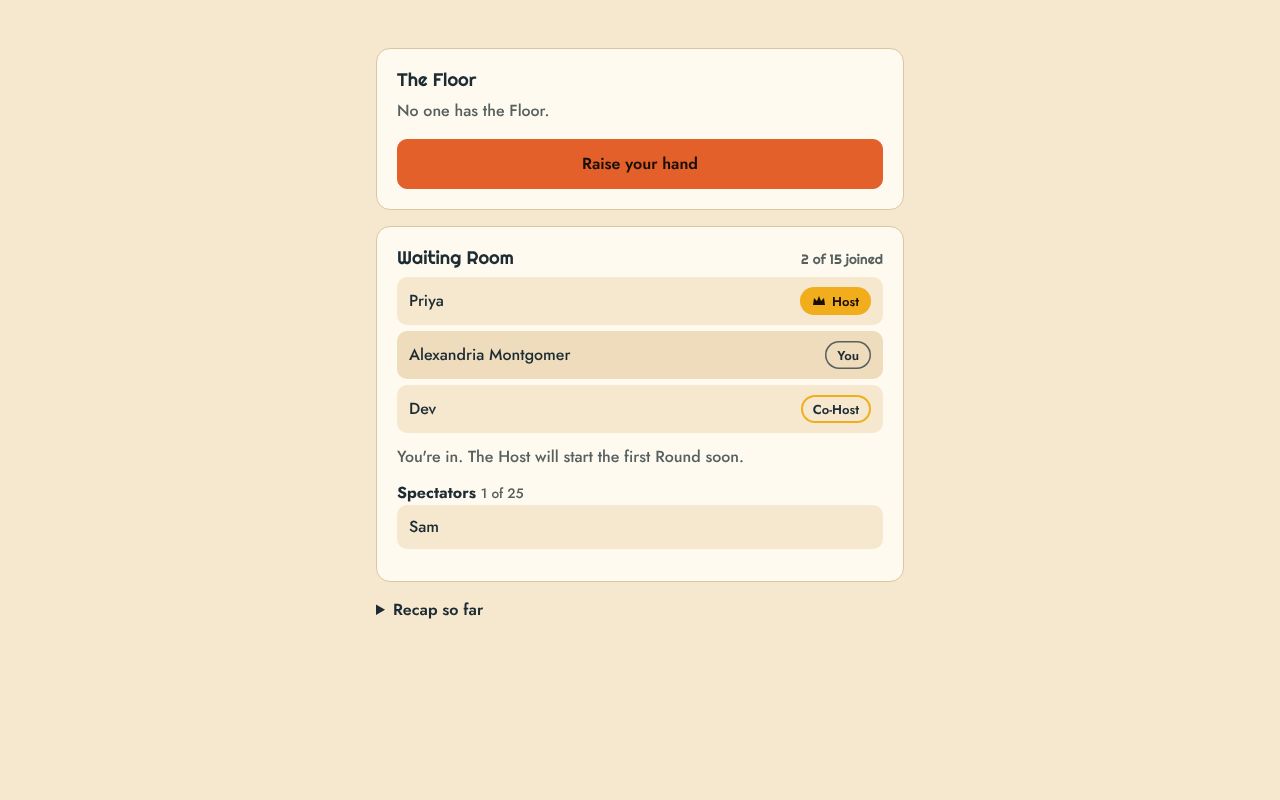 The Floor
No one has the Floor.
Raise your hand
Waiting Room 2 of 15 joined
Priya Host
Alexandria Montgomer You
Dev Co-Host
You're in. The Host will start the first Round soon.
Spectators 1 of 25
Sam
Recap so far